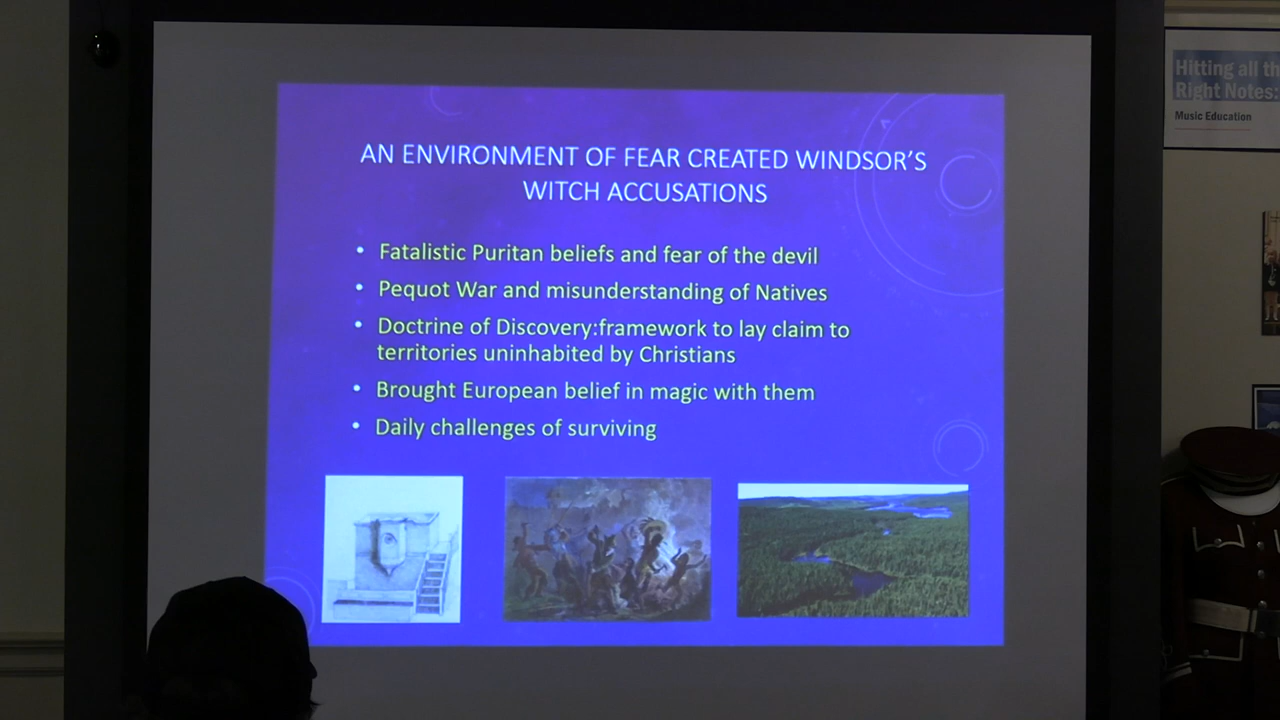 AN ENVIRONMENT OF FEAR CREATED WINDSOR'S
WITCH ACCUSATIONS
• Fatalistic Puritan beliefs and fear of the devil
• Pequot War and misunderstanding of Natives
• Doctrine of Discovery:framework to lay claim to
territories uninhabited by Christians
• Brought European belief in magic with them
• Daily challenges of surviving
Hitting all th
Right Notes:
Music Education